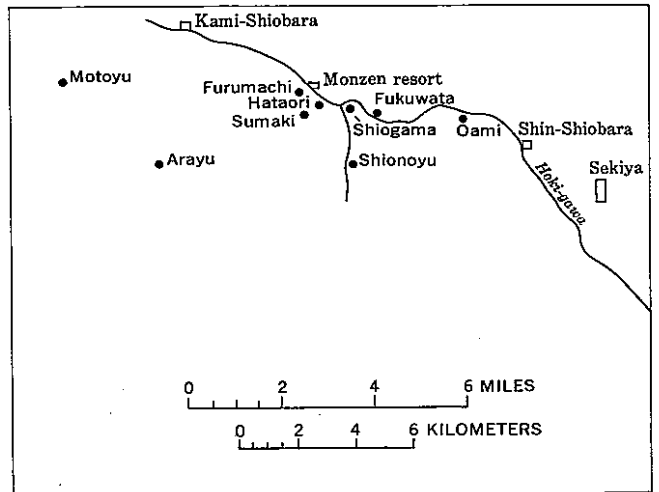 Kami-Shiobara
Motoyu
Monzen resort
Furumachi
Hataori
Fukuwata
Sumaki
Shiogama
Oami
Shin-Shiobara
Arayu
Shionoyu
Sekiya
Hoki-gawa
0 2 4 6 MILES
0 2 4 6 KILOMETERS